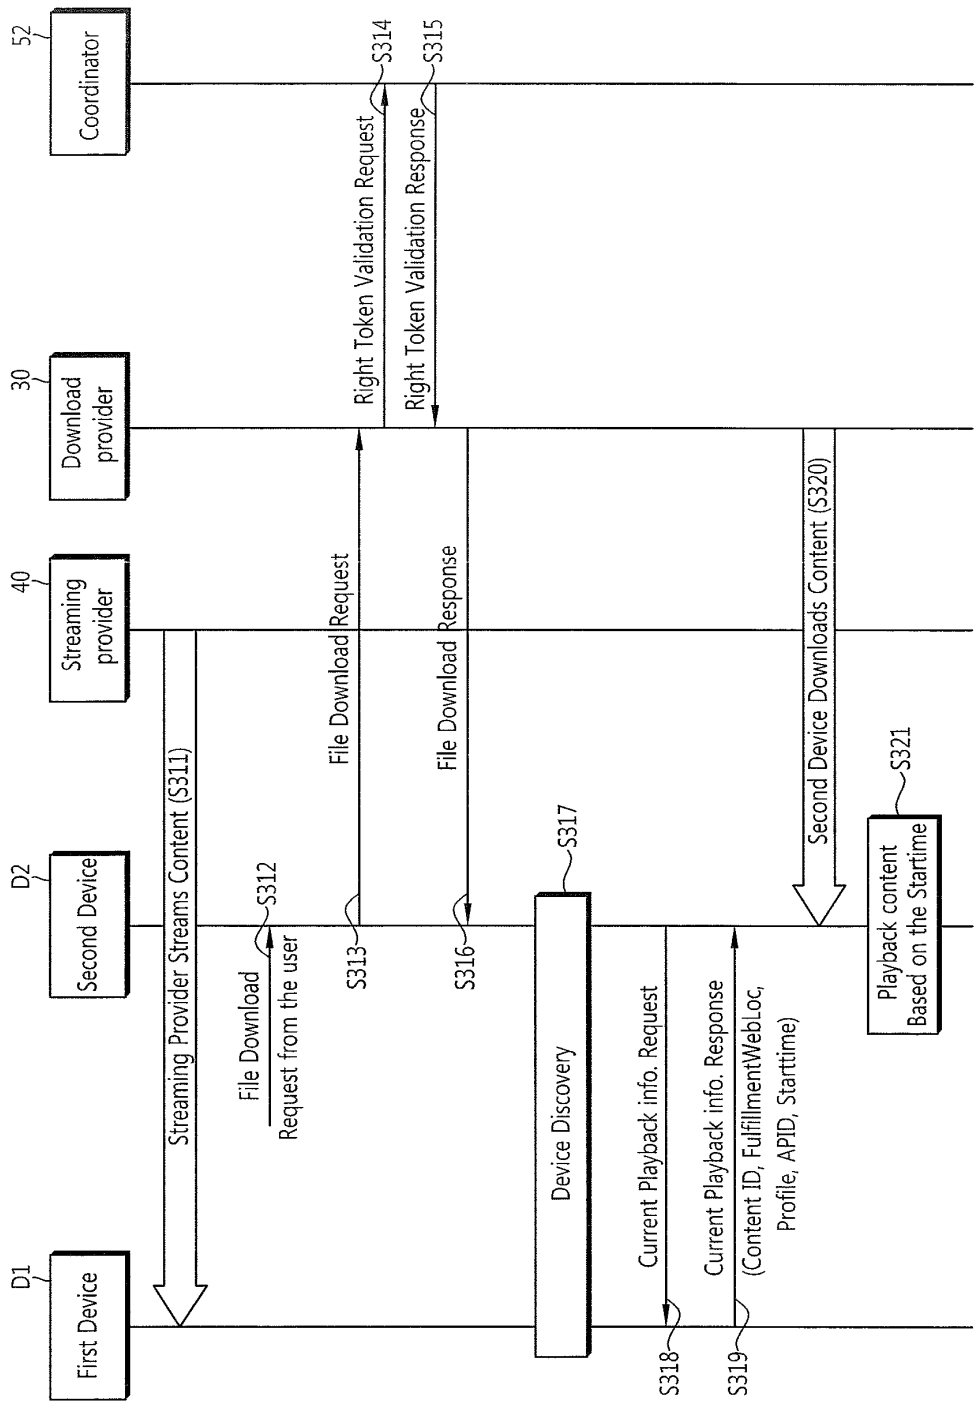 D1
First Device
D2
Second Device
40
Streaming
provider
30
Download
provider
52
Coordinator
Streaming Provider Streams Content (S311)
File Download
Request from the user
S312
S313
File Download Request
Right Token Validation Request
S314
Right Token Validation Response
S315
S316
File Download Response
Device Discovery
S317
S318
Current Playback info. Request
S319
Current Playback info. Response
(Content ID, FulfillmentWebLoc,
Profile, APID, Starttime)
Second Device Downloads Content (S320)
Playback content
Based on the Startime
S321